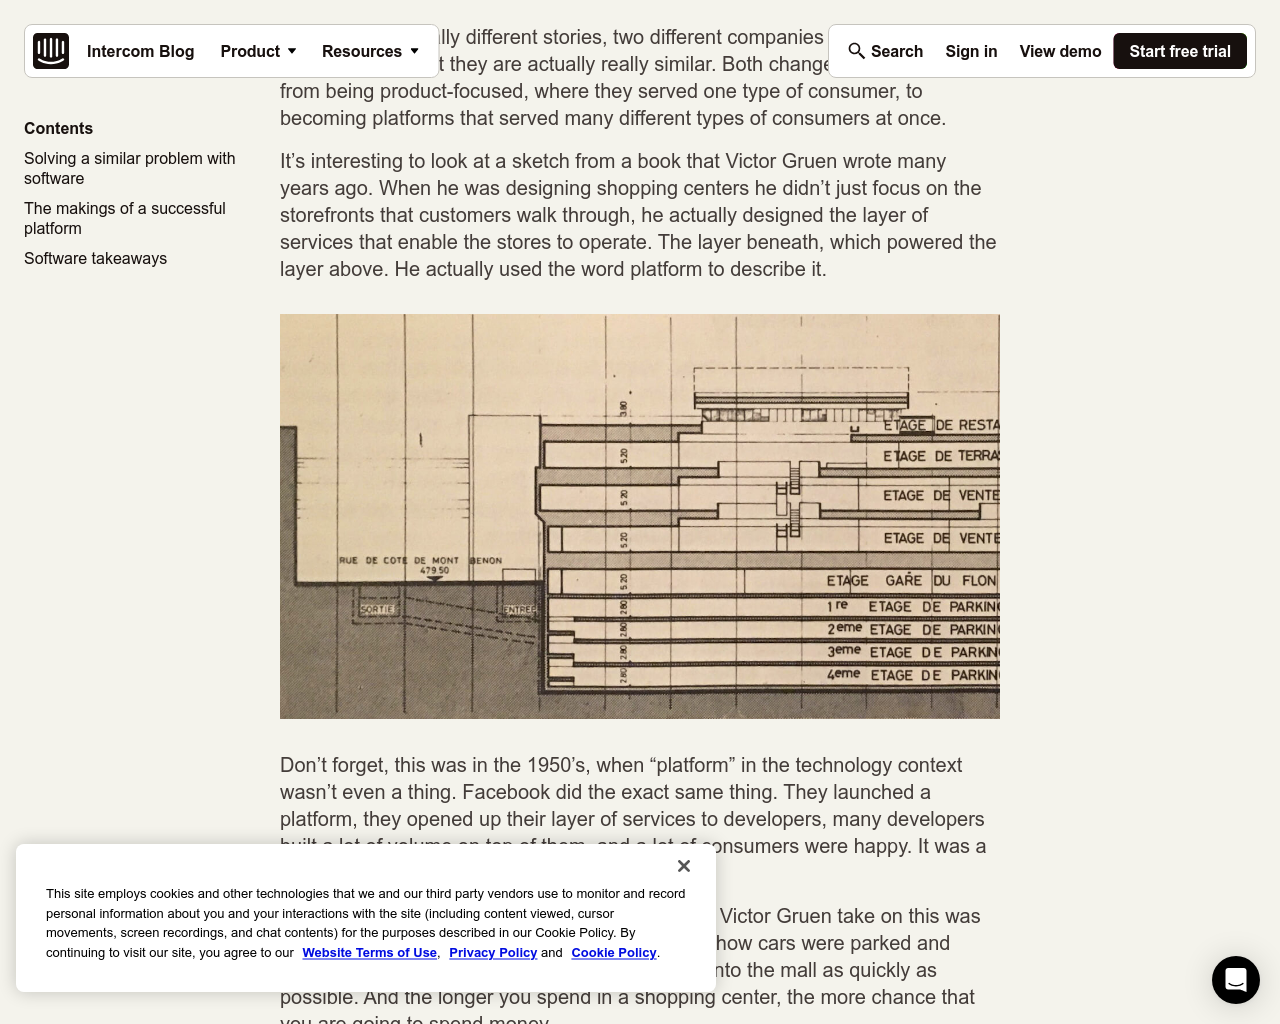 Intercom Blog Product Resources
Search Sign in View demo Start free trial
different stories, two different companies
they are actually really similar. Both
from being product-focused, where they served one type of consumer, to
becoming platforms that served many different types of consumers at once.
Contents
Solving a similar problem with
software
The makings of a successful
platform
Software takeaways
It’s interesting to look at a sketch from a book that Victor Gruen wrote many
years ago. When he was designing shopping centers he didn’t just focus on the
storefronts that customers walk through, he actually designed the layer of
services that enable the stores to operate. The layer beneath, which powered the
layer above. He actually used the word platform to describe it.
3.80
ETAGE DE RESTA
5.20
ETAGE DE TERRA
5.20
ETAGE DE VENTE
5.20
ETAGE DE VENTE
RUE DE COTE DE MONT BENON
479.50
5.20
ETAGE GARE DU FLON
SORTIE
ENTREE
2.80
1re ETAGE DE PARKIN
2.80
2eme ETAGE DE PARKIN
2.80
3eme ETAGE DE PARKIN
2.80
4eme ETAGE DE PARKIN
Don’t forget, this was in the 1950’s, when “platform” in the technology context
wasn’t even a thing. Facebook did the exact same thing. They launched a
platform, they opened up their layer of services to developers, many developers
built a lot of volume on top of them, and a lot of consumers were happy. It was a
Victor Gruen take on this was
how cars were parked and
into the mall as quickly as
possible. And the longer you spend in a shopping center, the more chance that
you are going to spend money.
This site employs cookies and other technologies that we and our third party vendors use to monitor and record
personal information about you and your interactions with the site (including content viewed, cursor
movements, screen recordings, and chat contents) for the purposes described in our Cookie Policy. By
continuing to visit our site, you agree to our Website Terms of Use, Privacy Policy and Cookie Policy.